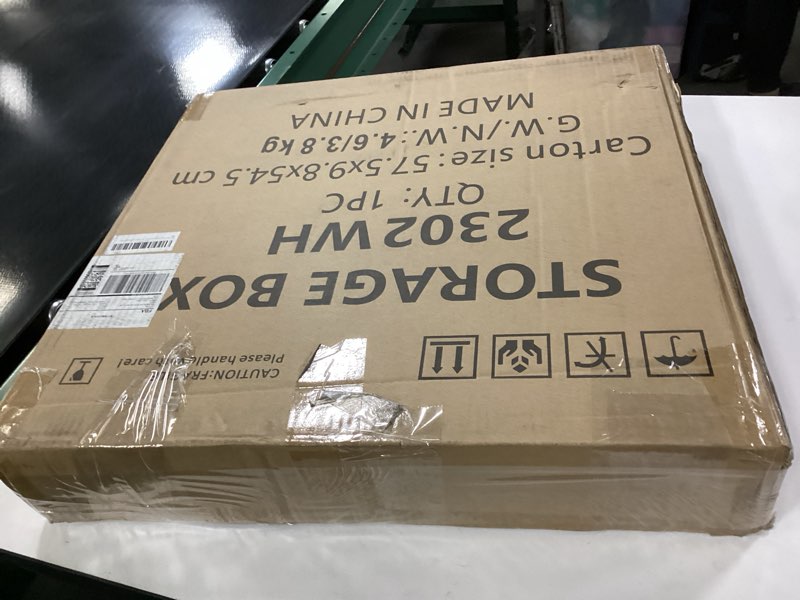 CAUTION:FRAGILE
Please handle with care!
STORAGE BOX
2302 WH
QTY: 1PC
Carton size: 57.5x9.8x54.5 cm
G.W./N.W.: 4.6/3.8 kg
MADE IN CHINA